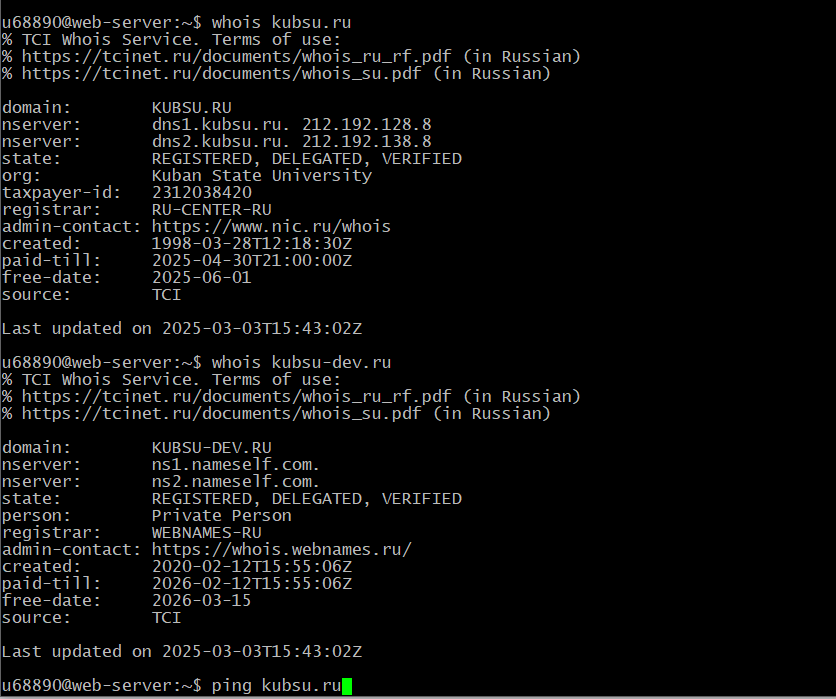 u68890@web-server:~$ whois kubsu.ru
% TCI Whois Service. Terms of use:
% https://tcinet.ru/documents/whois_ru_rf.pdf (in Russian)
% https://tcinet.ru/documents/whois_su.pdf (in Russian)
domain:        KUBSU.RU
nserver:       dns1.kubsu.ru. 212.192.128.8
nserver:       dns2.kubsu.ru. 212.192.138.8
state:         REGISTERED, DELEGATED, VERIFIED
org:           Kuban State University
taxpayer-id:   2312038420
registrar:     RU-CENTER-RU
admin-contact: https://www.nic.ru/whois
created:       1998-03-28T12:18:30Z
paid-till:     2025-04-30T21:00:00Z
free-date:     2025-06-01
source:        TCI
Last updated on 2025-03-03T15:43:02Z
u68890@web-server:~$ whois kubsu-dev.ru
% TCI Whois Service. Terms of use:
% https://tcinet.ru/documents/whois_ru_rf.pdf (in Russian)
% https://tcinet.ru/documents/whois_su.pdf (in Russian)
domain:        KUBSU-DEV.RU
nserver:       ns1.nameself.com.
nserver:       ns2.nameself.com.
state:         REGISTERED, DELEGATED, VERIFIED
person:        Private Person
registrar:     WEBNAMES-RU
admin-contact: https://whois.webnames.ru/
created:       2020-02-12T15:55:06Z
paid-till:     2026-02-12T15:55:06Z
free-date:     2026-03-15
source:        TCI
Last updated on 2025-03-03T15:43:02Z
u68890@web-server:~$ ping kubsu.ru